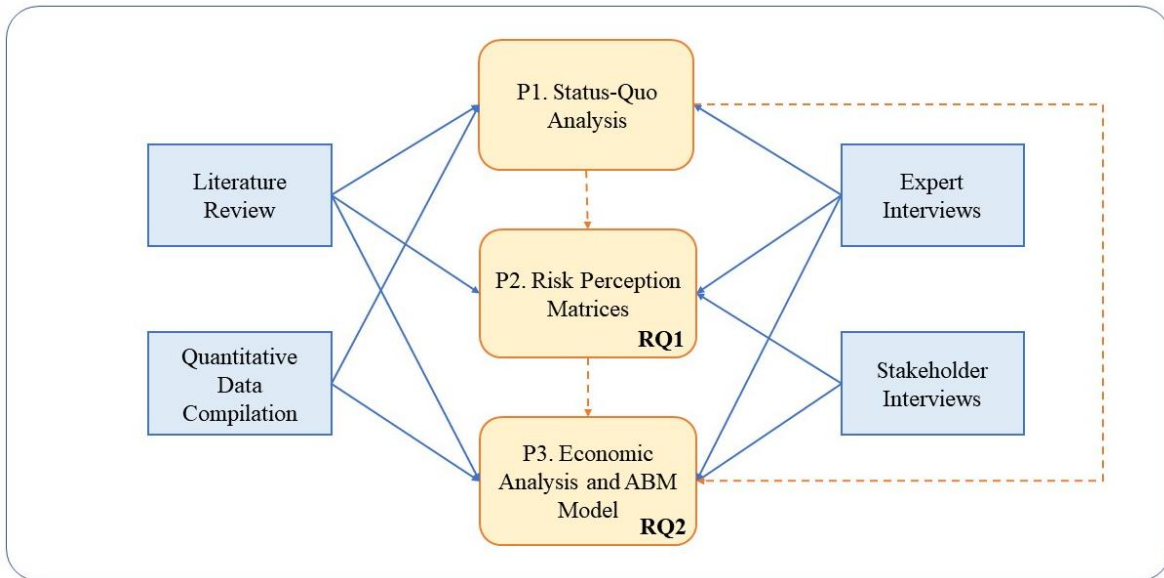 P1. Status-Quo
Analysis
Literature
Review
Expert
Interviews
P2. Risk Perception
Matrices
RQ1
Quantitative
Data
Compilation
Stakeholder
Interviews
P3. Economic
Analysis and ABM
Model
RQ2